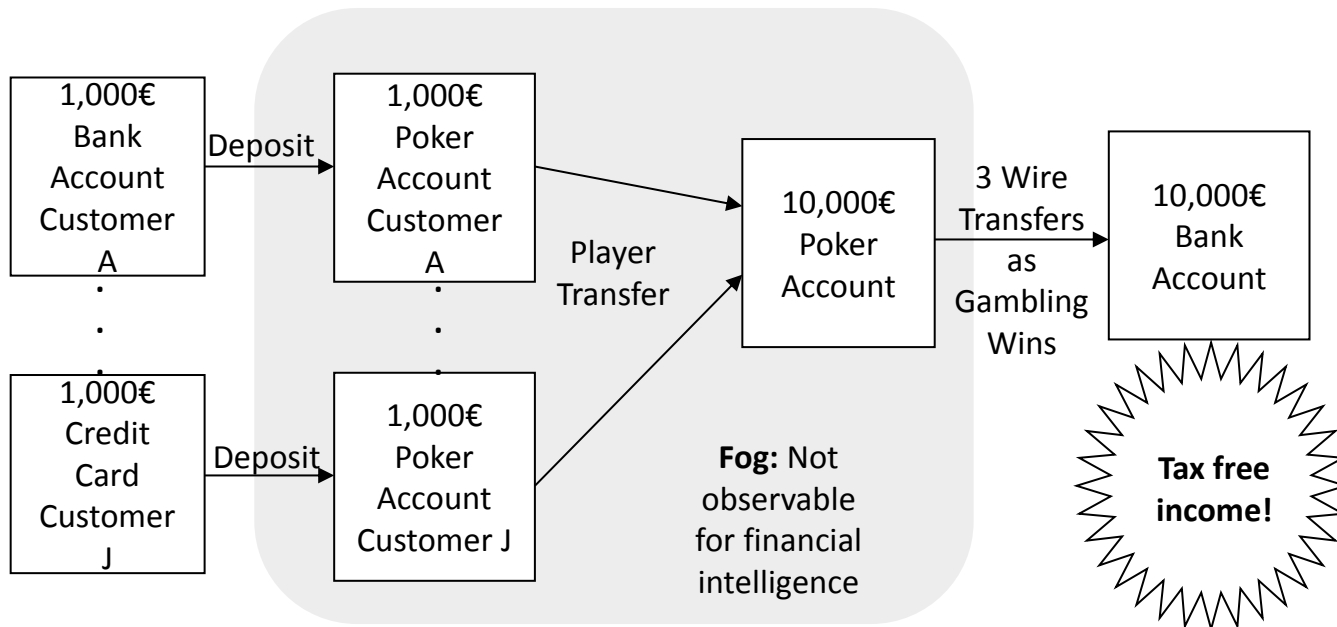 1,000€
Bank
Account
Customer
A
Deposit
1,000€
Poker
Account
Customer
A
.
.
.
.
.
.
1,000€
Credit
Card
Customer
J
Deposit
1,000€
Poker
Account
Customer J
Player
Transfer
10,000€
Poker
Account
3 Wire
Transfers
as
Gambling
Wins
10,000€
Bank
Account
Fog: Not
observable
for financial
intelligence
Tax free
income!